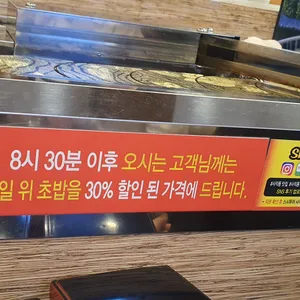 8시 30분 이후 오시는 고객님께는
일 위 초밥을 30% 할인 된 가격에 드립니다.